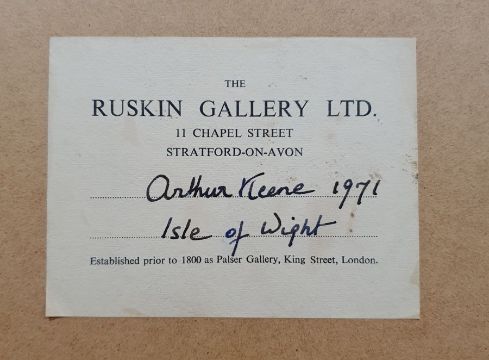 THE
RUSKIN GALLERY LTD.
11 CHAPEL STREET
STRATFORD-ON-AVON
Arthur Keene 1971
Isle of Wight
Established prior to 1800 as Palser Gallery, King Street, London.